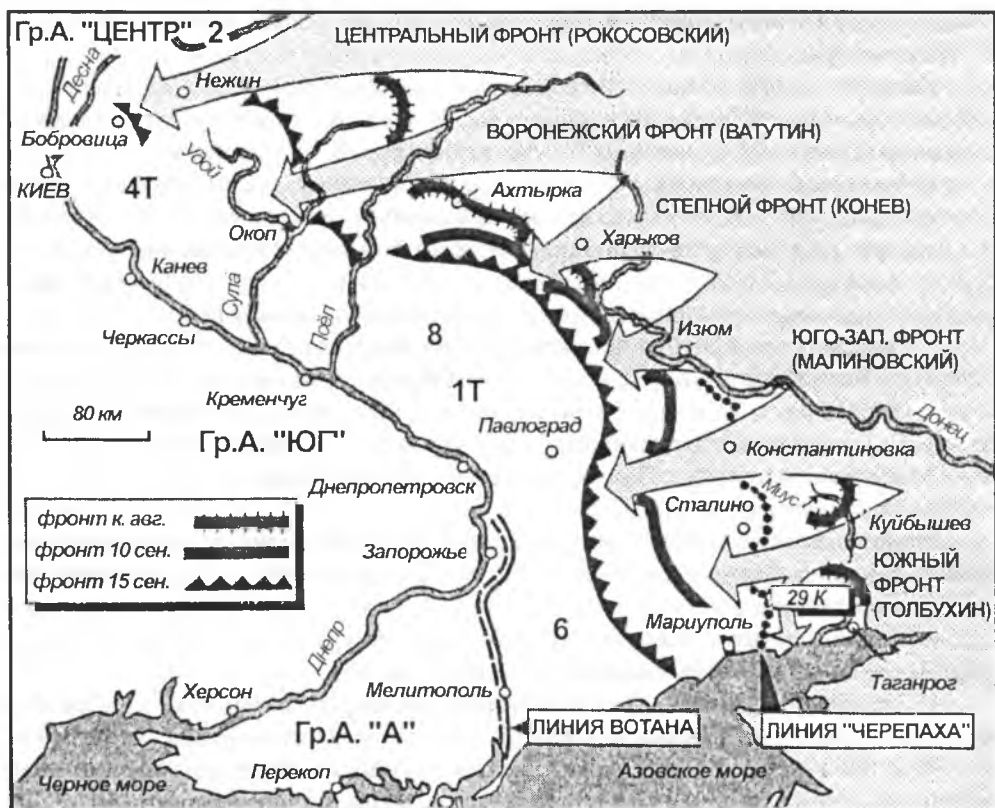 Гр.А. "ЦЕНТР" 2
ЦЕНТРАЛЬНЫЙ ФРОНТ (РОКОСОВСКИЙ)
Десна
Нежин
Бобровица
ВОРОНЕЖСКИЙ ФРОНТ (ВАТУТИН)
Удой
КИЕВ
4Т
Ахтырка
СТЕПНОЙ ФРОНТ (КОНЕВ)
Окоп
Харьков
Канев
Сула
Псёл
Изюм
Черкассы
8
ЮГО-ЗАП. ФРОНТ
(МАЛИНОВСКИЙ)
Кременчуг
1Т
80 км
Павлоград
Донец
Гр.А. "ЮГ"
Константиновка
Днепропетровск
Миус
Сталино
фронт к. авг.
Куйбышев
фронт 10 сен.
Запорожье
ЮЖНЫЙ
ФРОНТ
(ТОЛБУХИН)
фронт 15 сен.
29 К
6
Мариуполь
Днепр
Таганрог
Херсон
Мелитополь
Гр.А. "А"
ЛИНИЯ ВОТАНА
ЛИНИЯ "ЧЕРЕПАХА"
Черное море
Перекоп
Азовское море